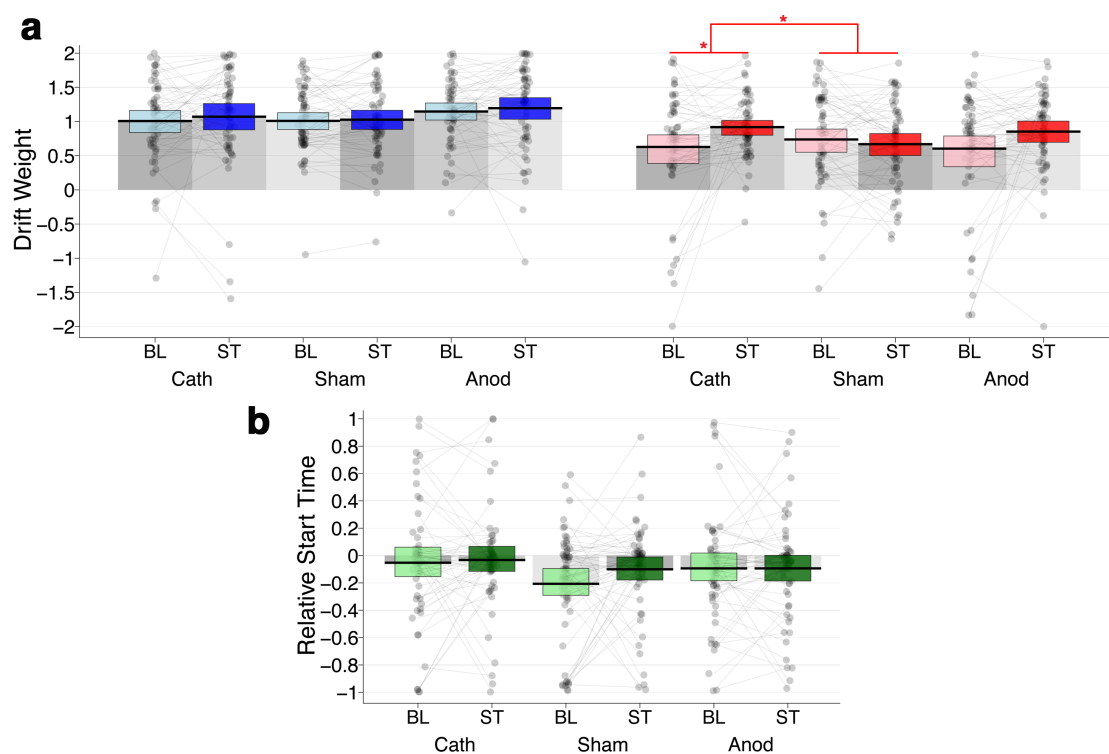 a
* *
Drift Weight
2
1.5
1
0.5
0
−0.5
−1
−1.5
−2
BL ST BL ST BL ST BL ST BL ST BL ST
Cath Sham Anod Cath Sham Anod
b
Relative Start Time
1
0.8
0.6
0.4
0.2
0
−0.2
−0.4
−0.6
−0.8
−1
BL ST BL ST BL ST
Cath Sham Anod